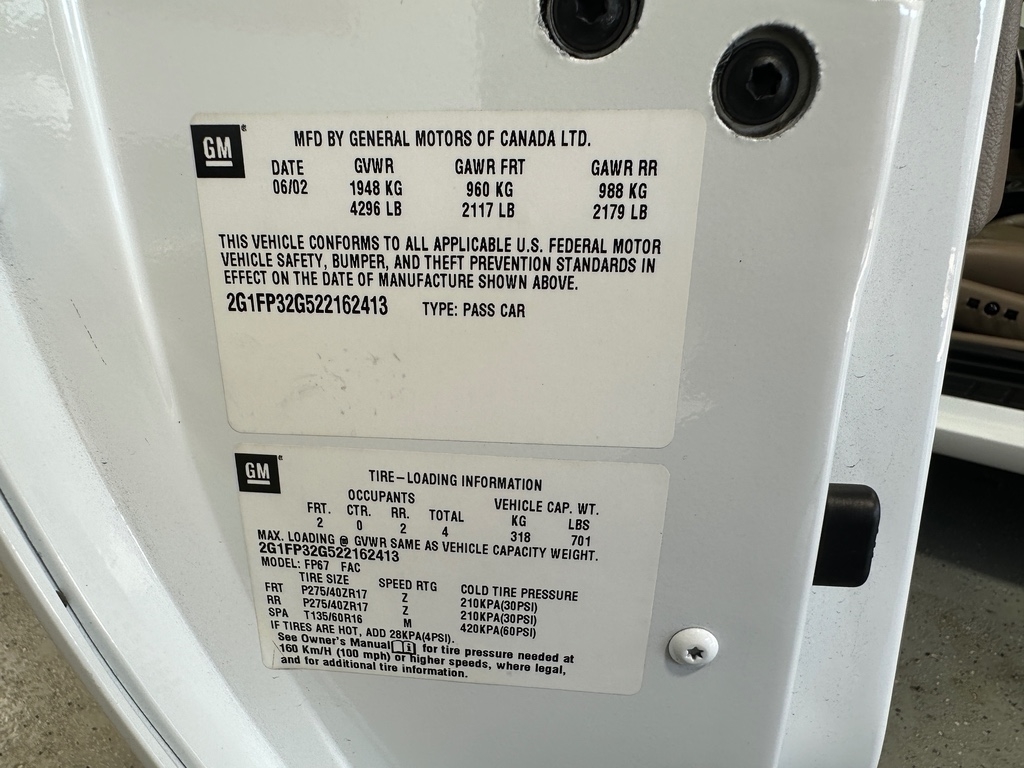 GM®
MFD BY GENERAL MOTORS OF CANADA LTD.
DATE GVWR GAWR FRT GAWR RR
06/02 1948 KG 960 KG 988 KG
4296 LB 2117 LB 2179 LB
THIS VEHICLE CONFORMS TO ALL APPLICABLE U.S. FEDERAL MOTOR
VEHICLE SAFETY, BUMPER, AND THEFT PREVENTION STANDARDS IN
EFFECT ON THE DATE OF MANUFACTURE SHOWN ABOVE.
2G1FP32G522162413 TYPE: PASS CAR
GM®
TIRE-LOADING INFORMATION
OCCUPANTS VEHICLE CAP. WT.
FRT. CTR. RR. TOTAL KG LBS
2 0 2 4 318 701
MAX. LOADING @ GVWR SAME AS VEHICLE CAPACITY WEIGHT.
2G1FP32G522162413
MODEL: FP67 FAC
TIRE SIZE SPEED RTG COLD TIRE PRESSURE
FRT P275/40ZR17 Z 210KPA(30PSI)
RR P275/40ZR17 Z 210KPA(30PSI)
SPA T135/60R16 M 420KPA(60PSI)
IF TIRES ARE HOT, ADD 28KPA(4PSI).
See Owner's Manual for tire pressure needed at
160 Km/H (100 mph) or higher speeds, where legal,
and for additional tire information.